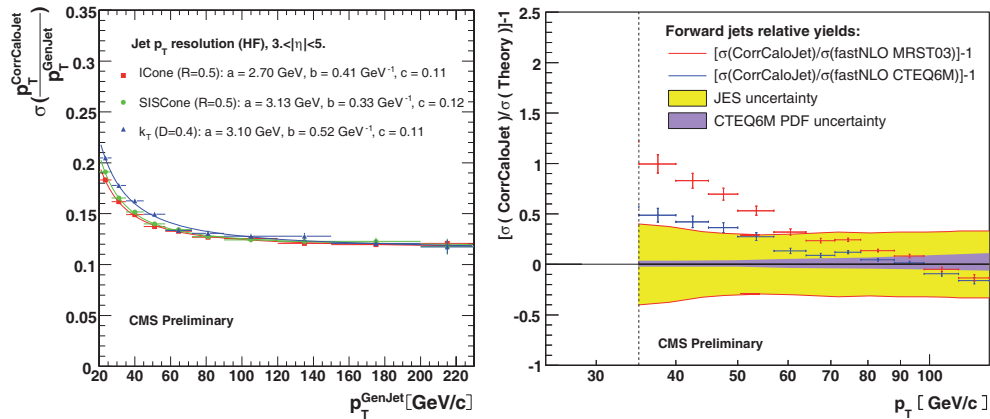 σ(p_T^CorrCaloJet/p_T^GenJet)
0.35
0.3
0.25
0.2
0.15
0.1
0.05
0
Jet p_T resolution (HF), 3.<|η|<5.
ICone (R=0.5): a = 2.70 GeV, b = 0.41 GeV⁻¹, c = 0.11
SISCone (R=0.5): a = 3.13 GeV, b = 0.33 GeV⁻¹, c = 0.12
k_T (D=0.4): a = 3.10 GeV, b = 0.52 GeV⁻¹, c = 0.11
CMS Preliminary
20 40 60 80 100 120 140 160 180 200 220
p_T^GenJet [GeV/c]
[σ( CorrCaloJet )/σ( Theory )]-1
2
1.5
1
0.5
0
-0.5
-1
Forward jets relative yields:
[σ(CorrCaloJet)/σ(fastNLO MRST03)]-1
[σ(CorrCaloJet)/σ(fastNLO CTEQ6M)]-1
JES uncertainty
CTEQ6M PDF uncertainty
CMS Preliminary
30 40 50 60 70 80 90 100
p_T [ GeV/c]